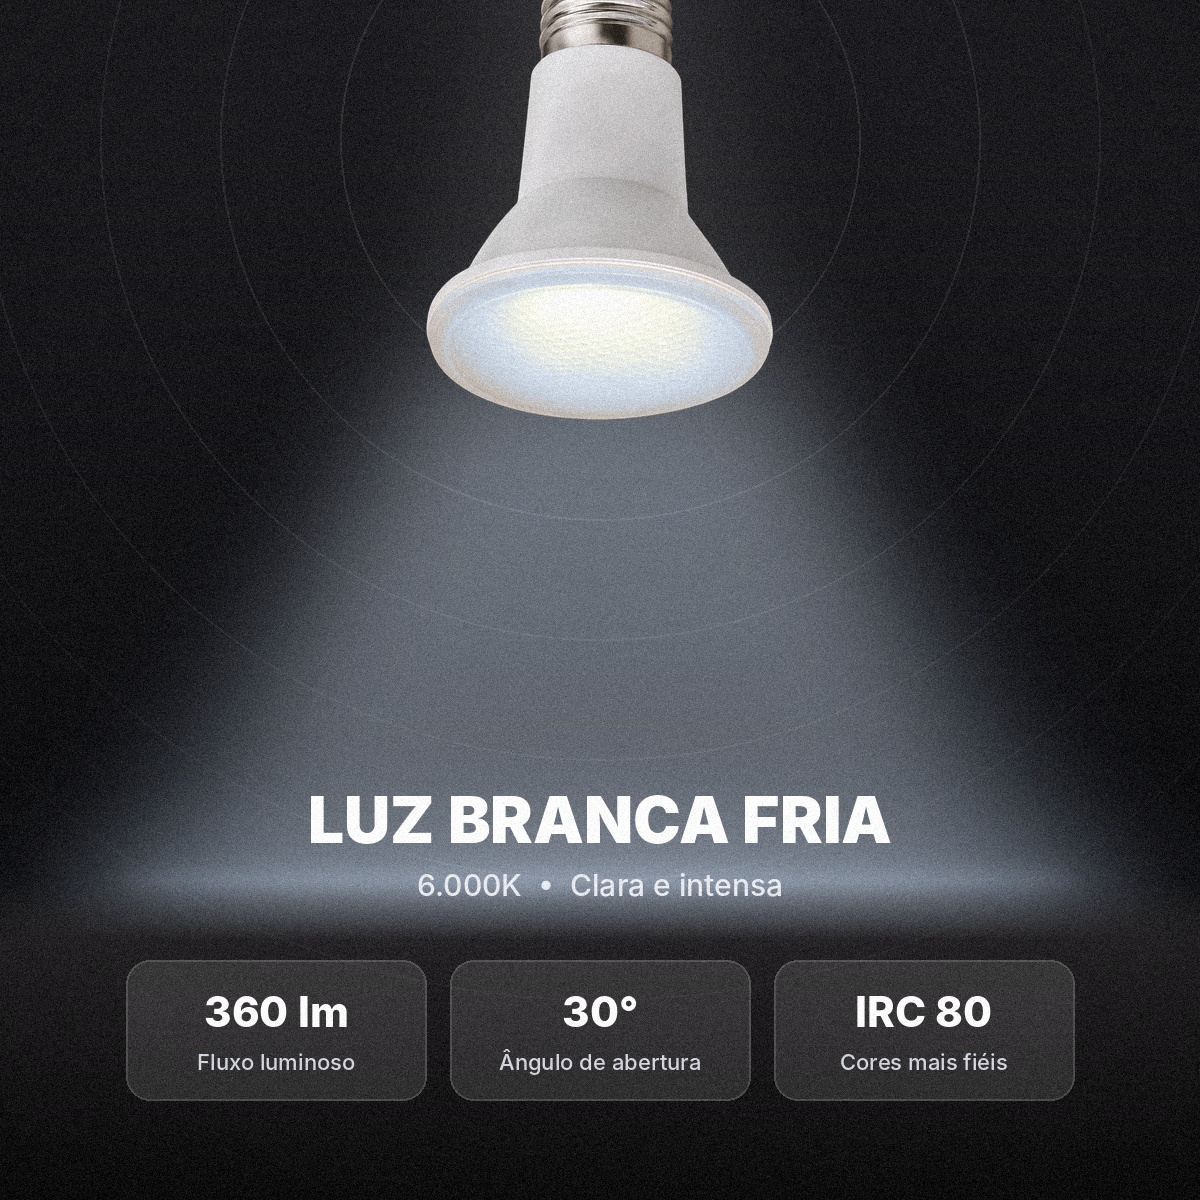 LUZ BRANCA FRIA
6.000K • Clara e intensa
360 lm
Fluxo luminoso
30°
Ângulo de abertura
IRC 80
Cores mais fiéis